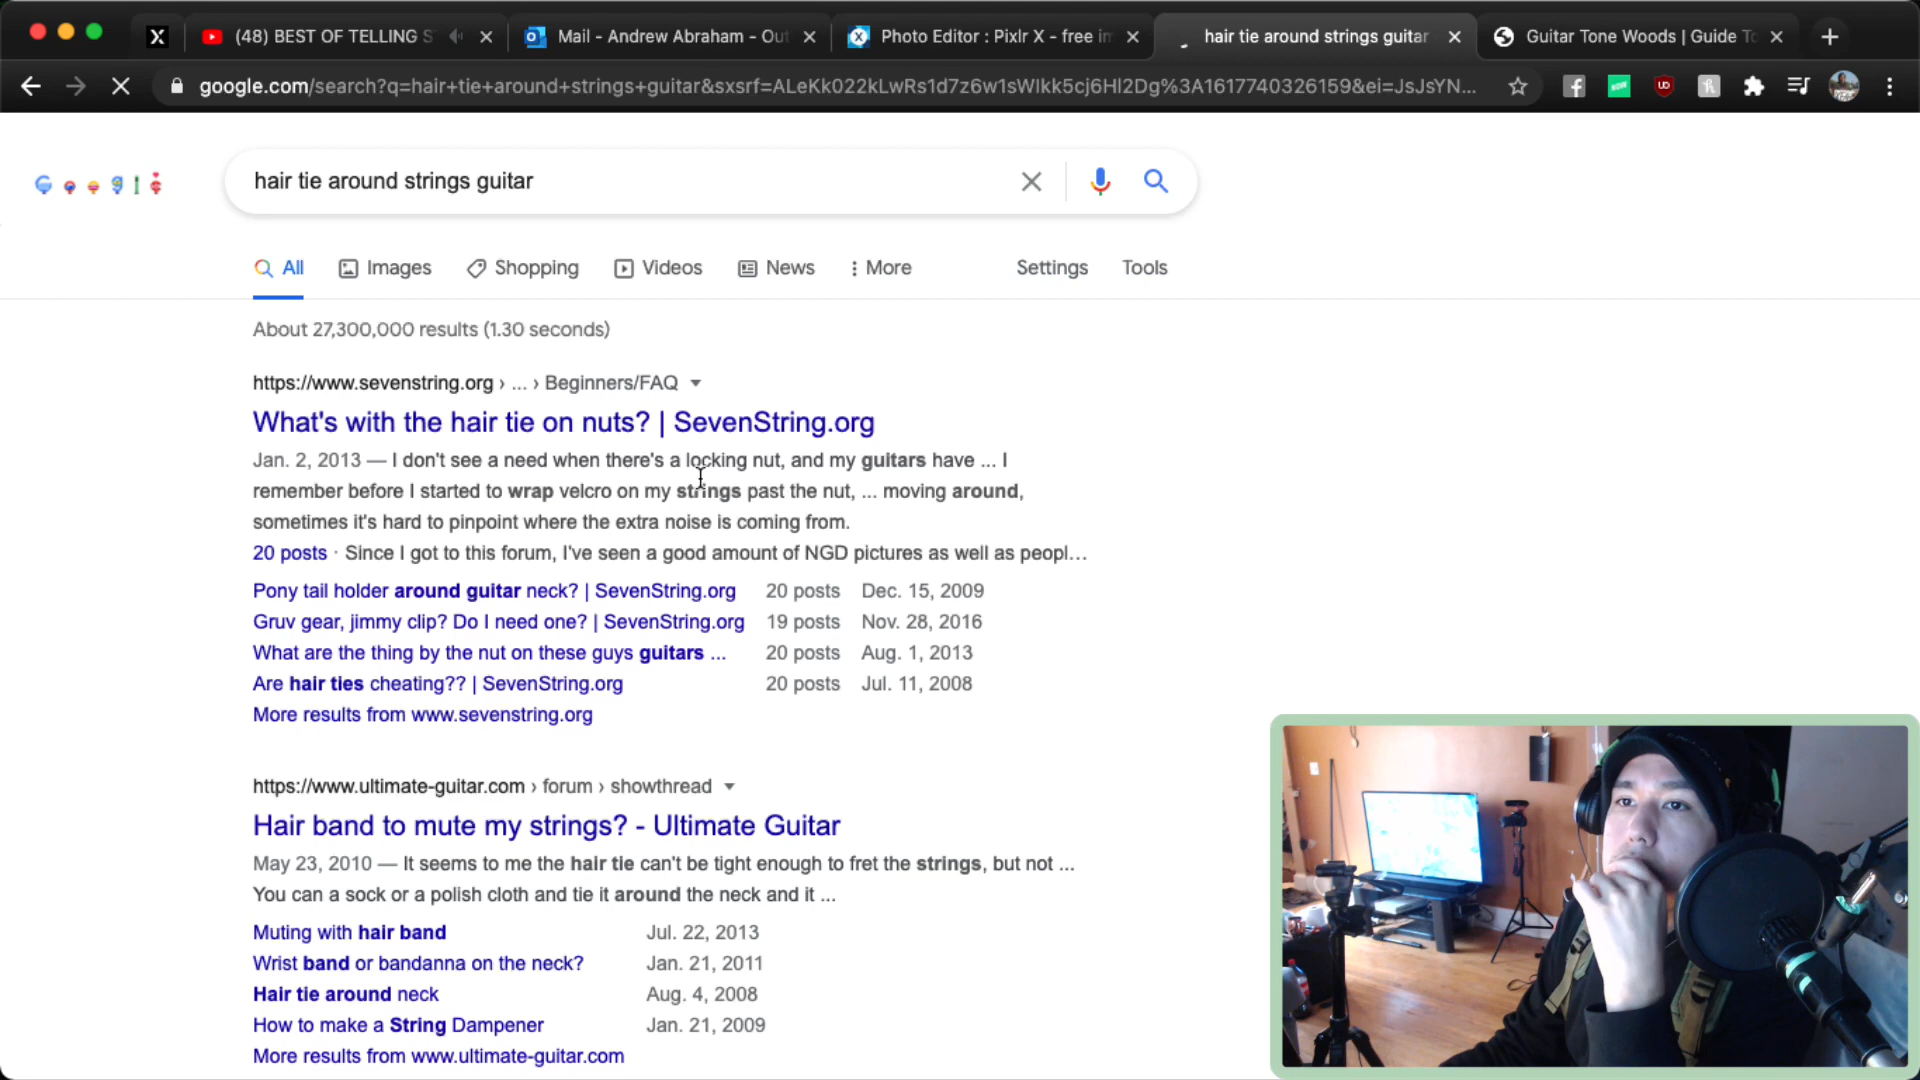 (48) BEST OF TELLING S
Mail - Andrew Abraham - Out
Photo Editor : Pixlr X - free im
hair tie around strings guitar
Guitar Tone Woods | Guide To
google.com/search?q=hair+tie+around+strings+guitar&sxsrf=ALeKk022kLwRs1d7z6w1sWIkk5cj6HI2Dg%3A1617740326159&ei=JsJsYN...
hair tie around strings guitar
All
Images
Shopping
Videos
News
More
Settings
Tools
About 27,300,000 results (1.30 seconds)
https://www.sevenstring.org › ... › Beginners/FAQ
What's with the hair tie on nuts? | SevenString.org
Jan. 2, 2013 — I don't see a need when there's a locking nut, and my guitars have ... I
remember before I started to wrap velcro on my strings past the nut, ... moving around,
sometimes it's hard to pinpoint where the extra noise is coming from.
20 posts · Since I got to this forum, I've seen a good amount of NGD pictures as well as peopl...
Pony tail holder around guitar neck? | SevenString.org 20 posts Dec. 15, 2009
Gruv gear, jimmy clip? Do I need one? | SevenString.org 19 posts Nov. 28, 2016
What are the thing by the nut on these guys guitars ... 20 posts Aug. 1, 2013
Are hair ties cheating?? | SevenString.org 20 posts Jul. 11, 2008
More results from www.sevenstring.org
https://www.ultimate-guitar.com › forum › showthread
Hair band to mute my strings? - Ultimate Guitar
May 23, 2010 — It seems to me the hair tie can't be tight enough to fret the strings, but not ...
You can a sock or a polish cloth and tie it around the neck and it ...
Muting with hair band Jul. 22, 2013
Wrist band or bandanna on the neck? Jan. 21, 2011
Hair tie around neck Aug. 4, 2008
How to make a String Dampener Jan. 21, 2009
More results from www.ultimate-guitar.com